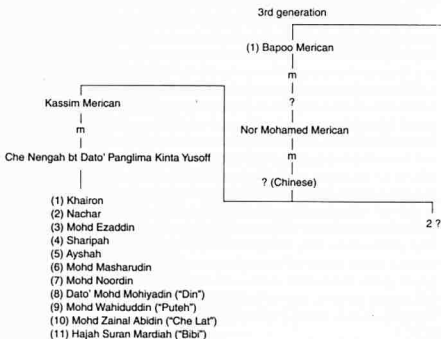 3rd generation
(1) Bapoo Merican
m
?
Nor Mohamed Merican
m
? (Chinese)
Kassim Merican
m
Che Nengah bt Dato' Panglima Kinta Yusoff
2 ?
(1) Khairon
(2) Nachar
(3) Mohd Ezaddin
(4) Sharipah
(5) Ayshah
(6) Mohd Masharudin
(7) Mohd Noordin
(8) Dato' Mohd Mohiyadin ("Din")
(9) Mohd Wahiduddin ("Puteh")
(10) Mohd Zainal Abidin ("Che Lat")
(11) Hajah Suran Mardiah ("Bibi")